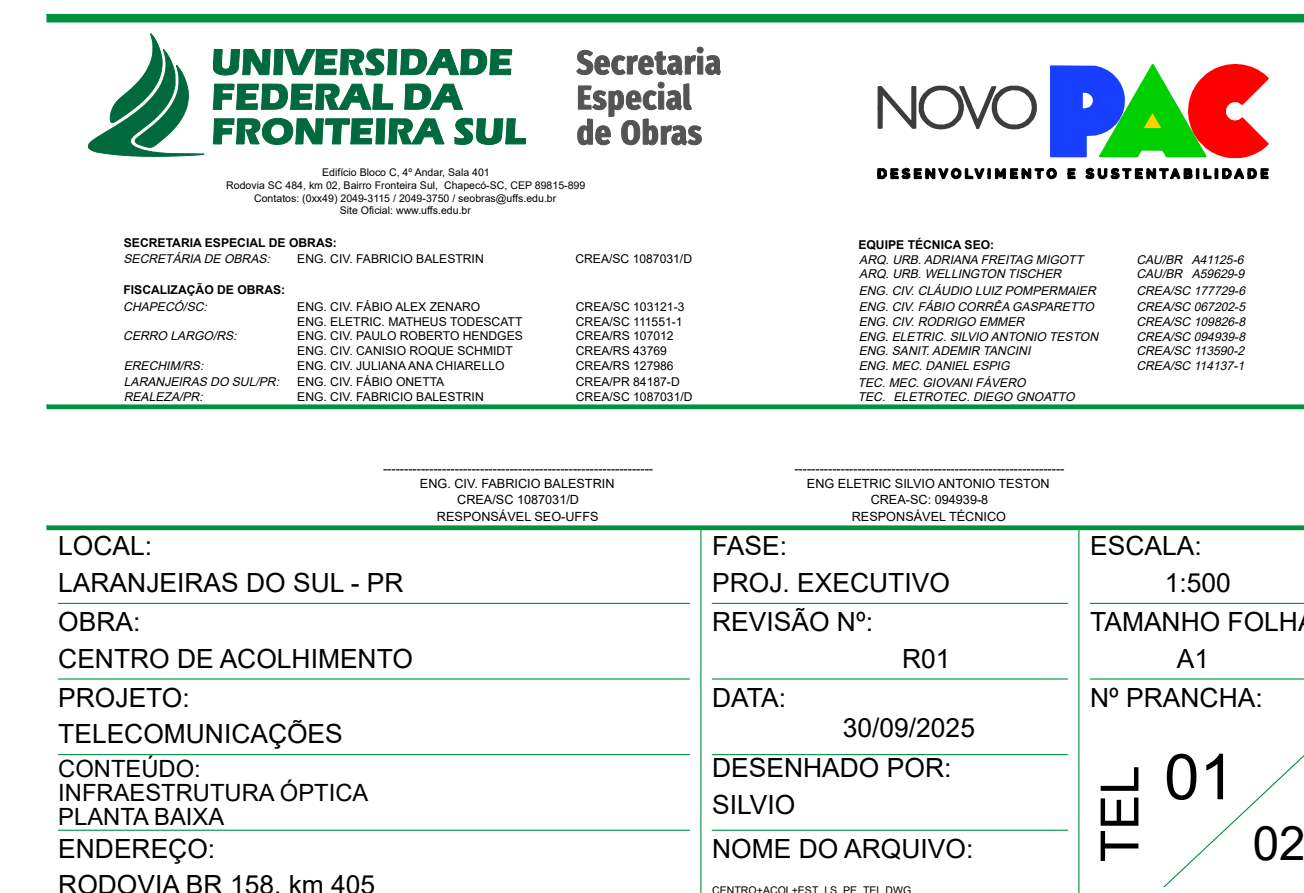 UNIVERSIDADE
FEDERAL DA
FRONTEIRA SUL
Secretaria
Especial
de Obras
NOVO PAC
DESENVOLVIMENTO E SUSTENTABILIDADE
Edifício Bloco C, 4º Andar, Sala 401
Rodovia SC 484, km 02, Bairro Fronteira Sul, Chapecó-SC, CEP 89815-899
Contatos: (0xx49) 2049-3115 / 2049-3750 / seobras@uffs.edu.br
Site Oficial: www.uffs.edu.br
SECRETARIA ESPECIAL DE OBRAS:
SECRETÁRIA DE OBRAS: ENG. CIV. FABRICIO BALESTRIN CREA/SC 1087031/D
FISCALIZAÇÃO DE OBRAS:
CHAPECÓ/SC: ENG. CIV. FÁBIO ALEX ZENARO CREA/SC 103121-3
ENG. ELETRIC. MATHEUS TODESCATT CREA/SC 111551-1
CERRO LARGO/RS: ENG. CIV. PAULO ROBERTO HENDGES CREA/RS 107012
ENG. CIV. CANISIO ROQUE SCHMIDT CREA/RS 43769
ERECHIM/RS: ENG. CIV. JULIANA ANA CHIARELLO CREA/RS 127986
LARANJEIRAS DO SUL/PR: ENG. CIV. FÁBIO ONETTA CREA/PR 84187-D
REALEZA/PR: ENG. CIV. FABRICIO BALESTRIN CREA/SC 1087031/D
EQUIPE TÉCNICA SEO:
ARQ. URB. ADRIANA FREITAG MIGOTT CAU/BR A41125-6
ARQ. URB. WELLINGTON TISCHER CAU/BR A59629-9
ENG. CIV. CLÁUDIO LUIZ POMPERMAIER CREA/SC 177729-6
ENG. CIV. FÁBIO CORRÊA GASPARETTO CREA/SC 067202-5
ENG. CIV. RODRIGO EMMER CREA/SC 109826-8
ENG. ELETRIC. SILVIO ANTONIO TESTON CREA/SC 094939-8
ENG. SANIT. ADEMIR TANCINI CREA/SC 113590-2
ENG. MEC. DANIEL ESPIG CREA/SC 114137-1
TEC. MEC. GIOVANI FÁVERO
TEC. ELETROTEC. DIEGO GNOATTO
ENG. CIV. FABRICIO BALESTRIN
CREA/SC 1087031/D
RESPONSÁVEL SEO-UFFS
ENG ELETRIC SILVIO ANTONIO TESTON
CREA-SC: 094939-8
RESPONSÁVEL TÉCNICO
LOCAL:
LARANJEIRAS DO SUL - PR
OBRA:
CENTRO DE ACOLHIMENTO
PROJETO:
TELECOMUNICAÇÕES
CONTEÚDO:
INFRAESTRUTURA ÓPTICA
PLANTA BAIXA
ENDEREÇO:
RODOVIA BR 158, km 405
FASE:
PROJ. EXECUTIVO
REVISÃO Nº:
R01
DATA:
30/09/2025
DESENHADO POR:
SILVIO
NOME DO ARQUIVO:
CENTRO+ACOL+EST_LS_PE_TEL.DWG
ESCALA:
1:500
TAMANHO FOLHA
A1
Nº PRANCHA:
TEL 01
02